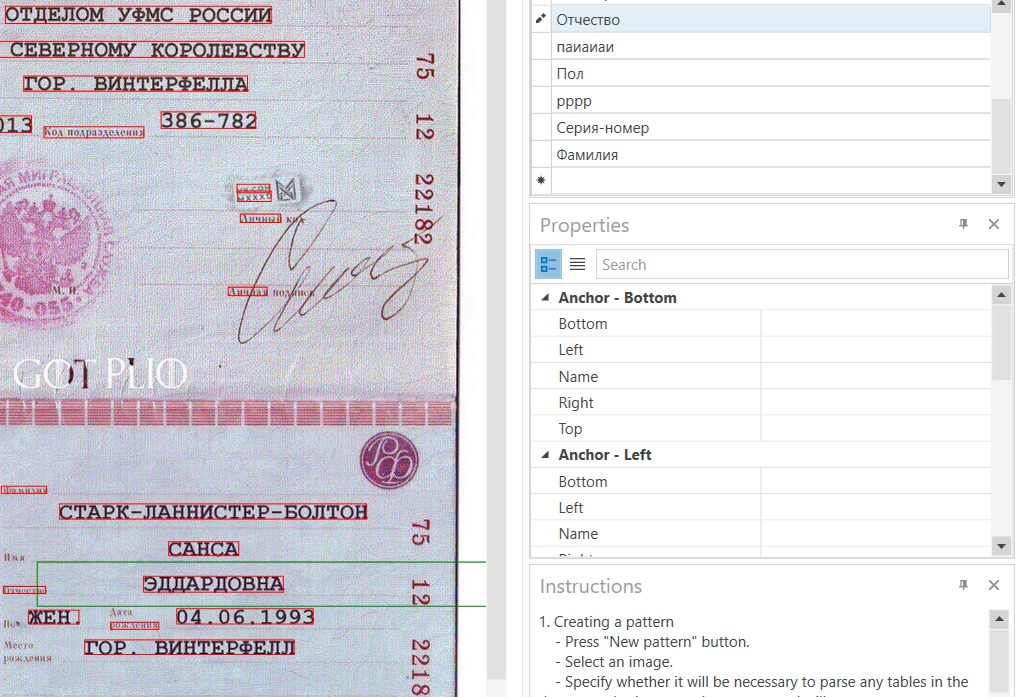 ОТДЕЛОМ УФМС РОССИИ
СЕВЕРНОМУ КОРОЛЕВСТВУ
ГОР. ВИНТЕРФЕЛЛА
013 Код подразделения 386-782
75 12 22182
Личный код
Личная подпись
М. П.
GOT PLIO
РФ
Фамилия
СТАРК-ЛАННИСТЕР-БОЛТОН
Имя
САНСА
Отчество
ЭДДАРДОВНА
Пол ЖЕН. Дата рождения 04.06.1993
Место рождения ГОР. ВИНТЕРФЕЛЛ
75 12 2218
Отчество
паиаиаи
Пол
рррр
Серия-номер
Фамилия
Properties
Search
Anchor - Bottom
Bottom
Left
Name
Right
Top
Anchor - Left
Bottom
Left
Name
Right
Instructions
1. Creating a pattern
- Press "New pattern" button.
- Select an image.
- Specify whether it will be necessary to parse any tables in the